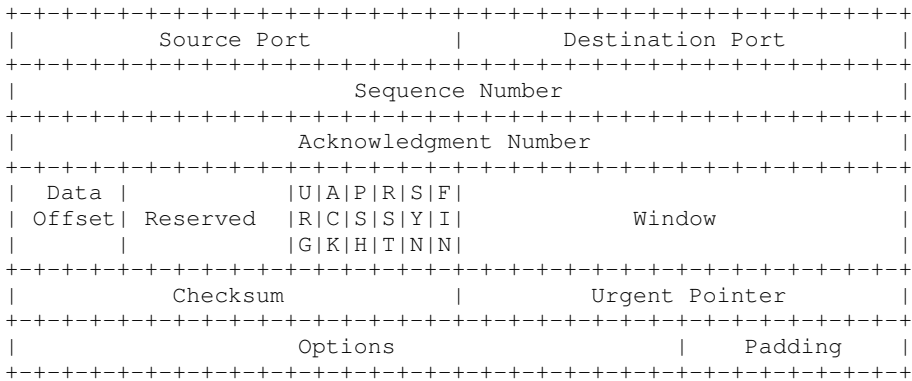 +-+-+-+-+-+-+-+-+-+-+-+-+-+-+-+-+-+-+-+-+-+-+-+-+-+-+-+-+-+-+-+-+
|          Source Port          |       Destination Port        |
+-+-+-+-+-+-+-+-+-+-+-+-+-+-+-+-+-+-+-+-+-+-+-+-+-+-+-+-+-+-+-+-+
|                        Sequence Number                        |
+-+-+-+-+-+-+-+-+-+-+-+-+-+-+-+-+-+-+-+-+-+-+-+-+-+-+-+-+-+-+-+-+
|                    Acknowledgment Number                      |
+-+-+-+-+-+-+-+-+-+-+-+-+-+-+-+-+-+-+-+-+-+-+-+-+-+-+-+-+-+-+-+-+
|  Data |           |U|A|P|R|S|F|                               |
| Offset| Reserved  |R|C|S|S|Y|I|            Window             |
|       |           |G|K|H|T|N|N|                               |
+-+-+-+-+-+-+-+-+-+-+-+-+-+-+-+-+-+-+-+-+-+-+-+-+-+-+-+-+-+-+-+-+
|           Checksum            |         Urgent Pointer        |
+-+-+-+-+-+-+-+-+-+-+-+-+-+-+-+-+-+-+-+-+-+-+-+-+-+-+-+-+-+-+-+-+
|                    Options                    |    Padding    |
+-+-+-+-+-+-+-+-+-+-+-+-+-+-+-+-+-+-+-+-+-+-+-+-+-+-+-+-+-+-+-+-+